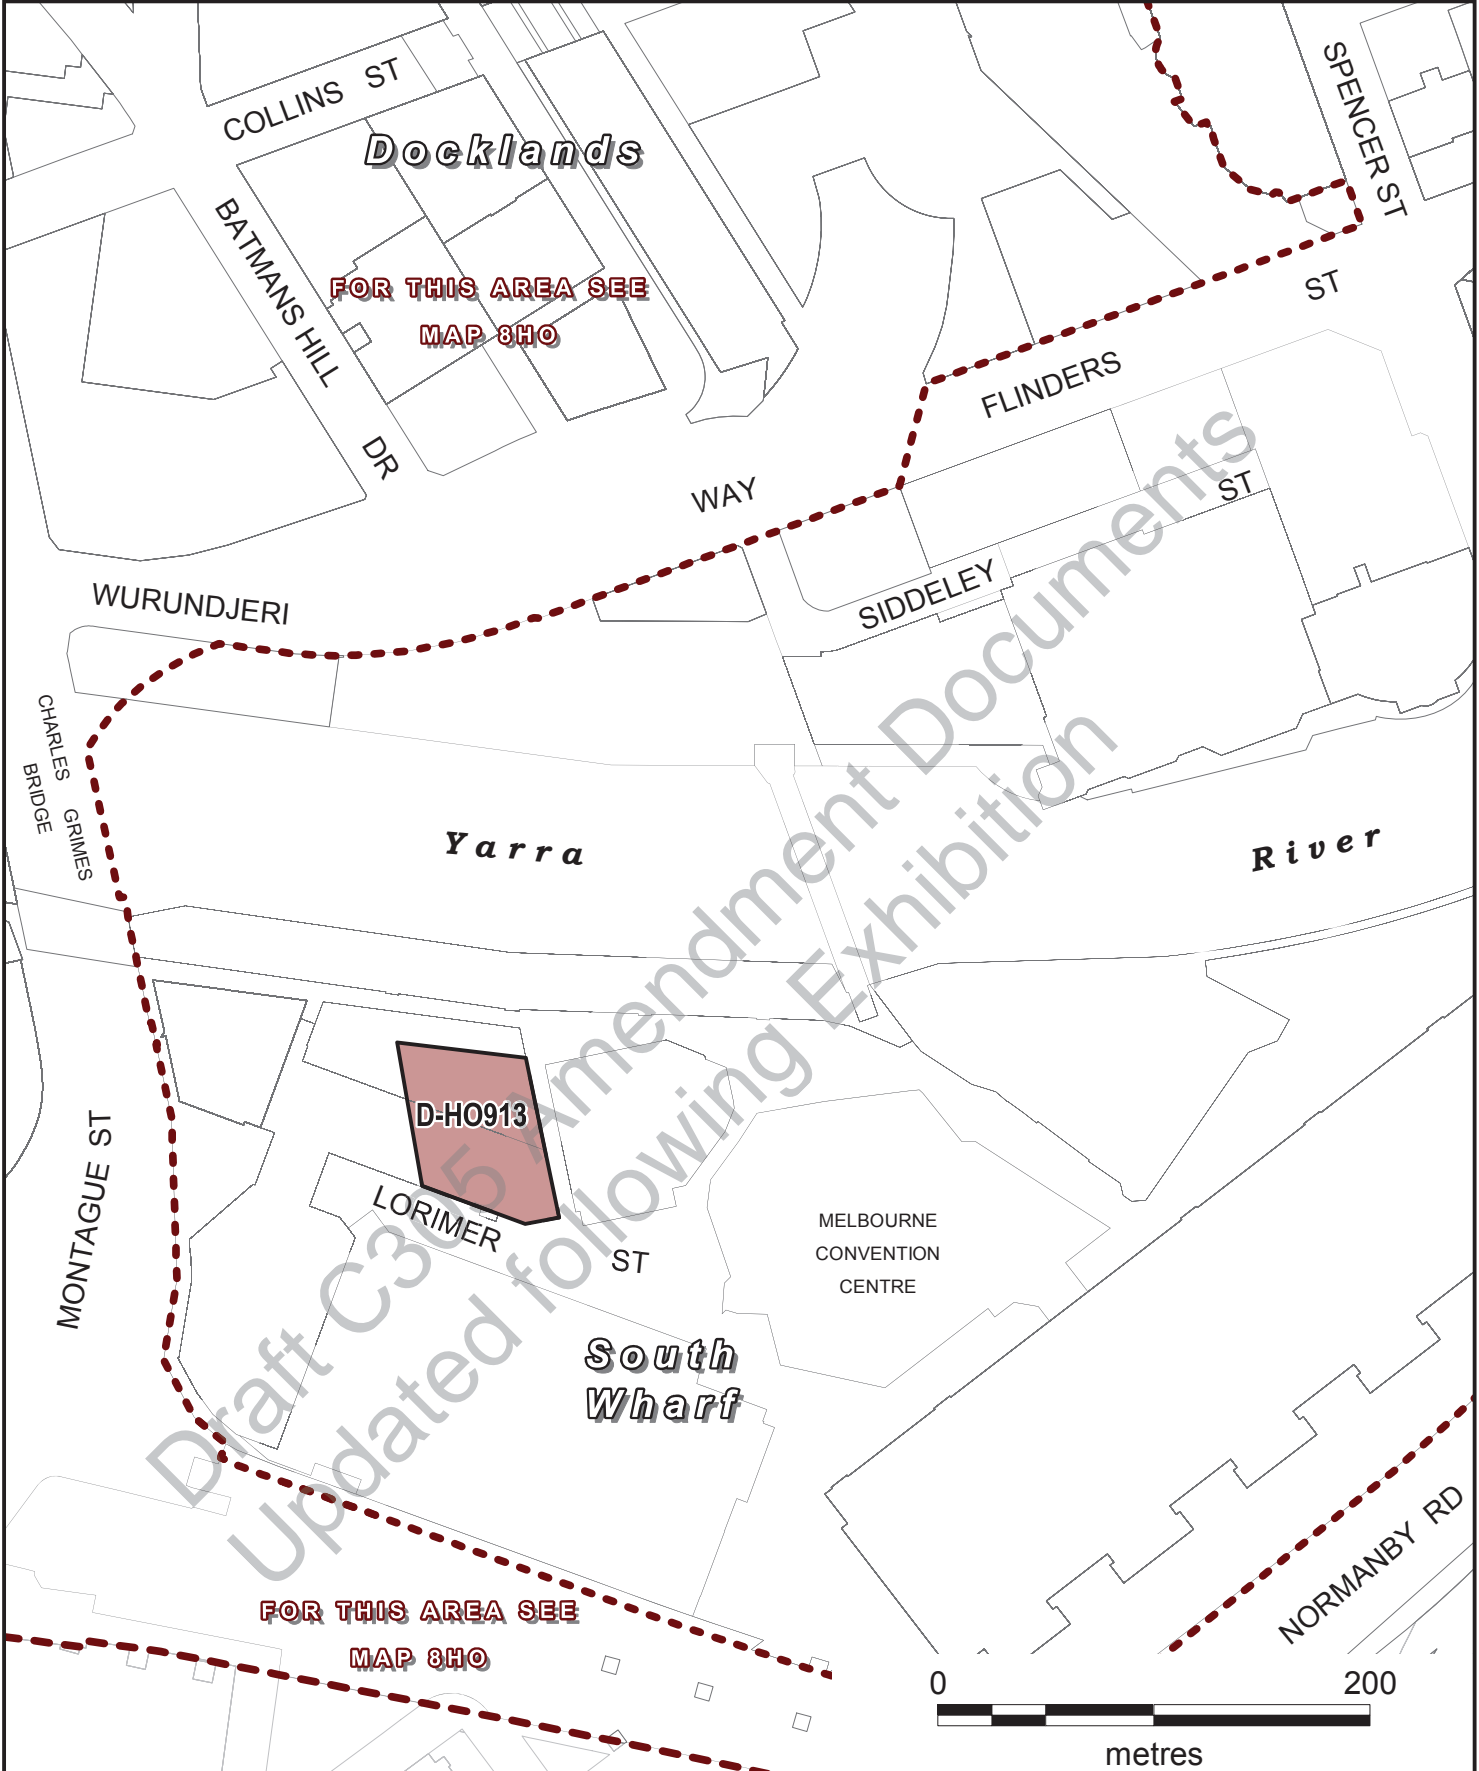 COLLINS ST
SPENCER ST
Docklands
BATMANS HILL DR
FOR THIS AREA SEE
MAP 8HO
FLINDERS ST
WURUNDJERI WAY
SIDDELEY ST
CHARLES GRIMES
BRIDGE
Yarra River
D-HO913
MONTAGUE ST
LORIMER ST
MELBOURNE
CONVENTION
CENTRE
South
Wharf
Draft C305 Amendment Documents
Updated following Exhibition
NORMANBY RD
FOR THIS AREA SEE
MAP 8HO
0 200
metres